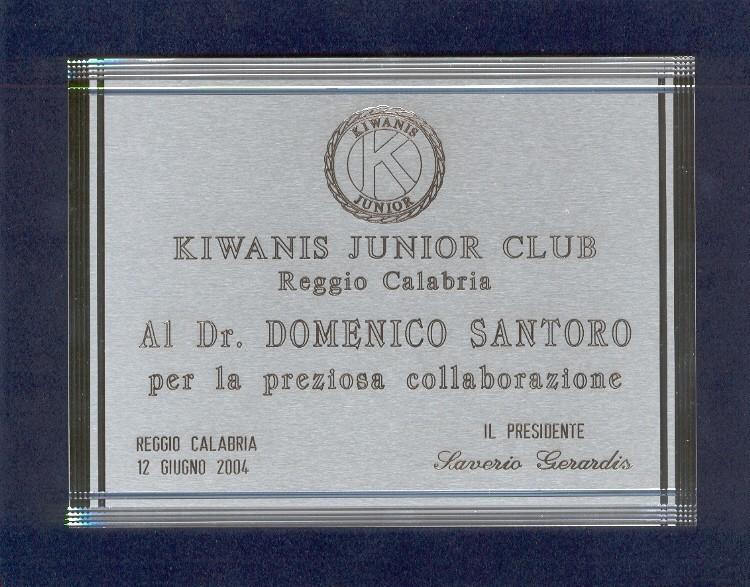 KIWANIS
K
JUNIOR
KIWANIS JUNIOR CLUB
Reggio Calabria
Al Dr. DOMENICO SANTORO
per la preziosa collaborazione
REGGIO CALABRIA
12 GIUGNO 2004
IL PRESIDENTE
Saverio Gerardis